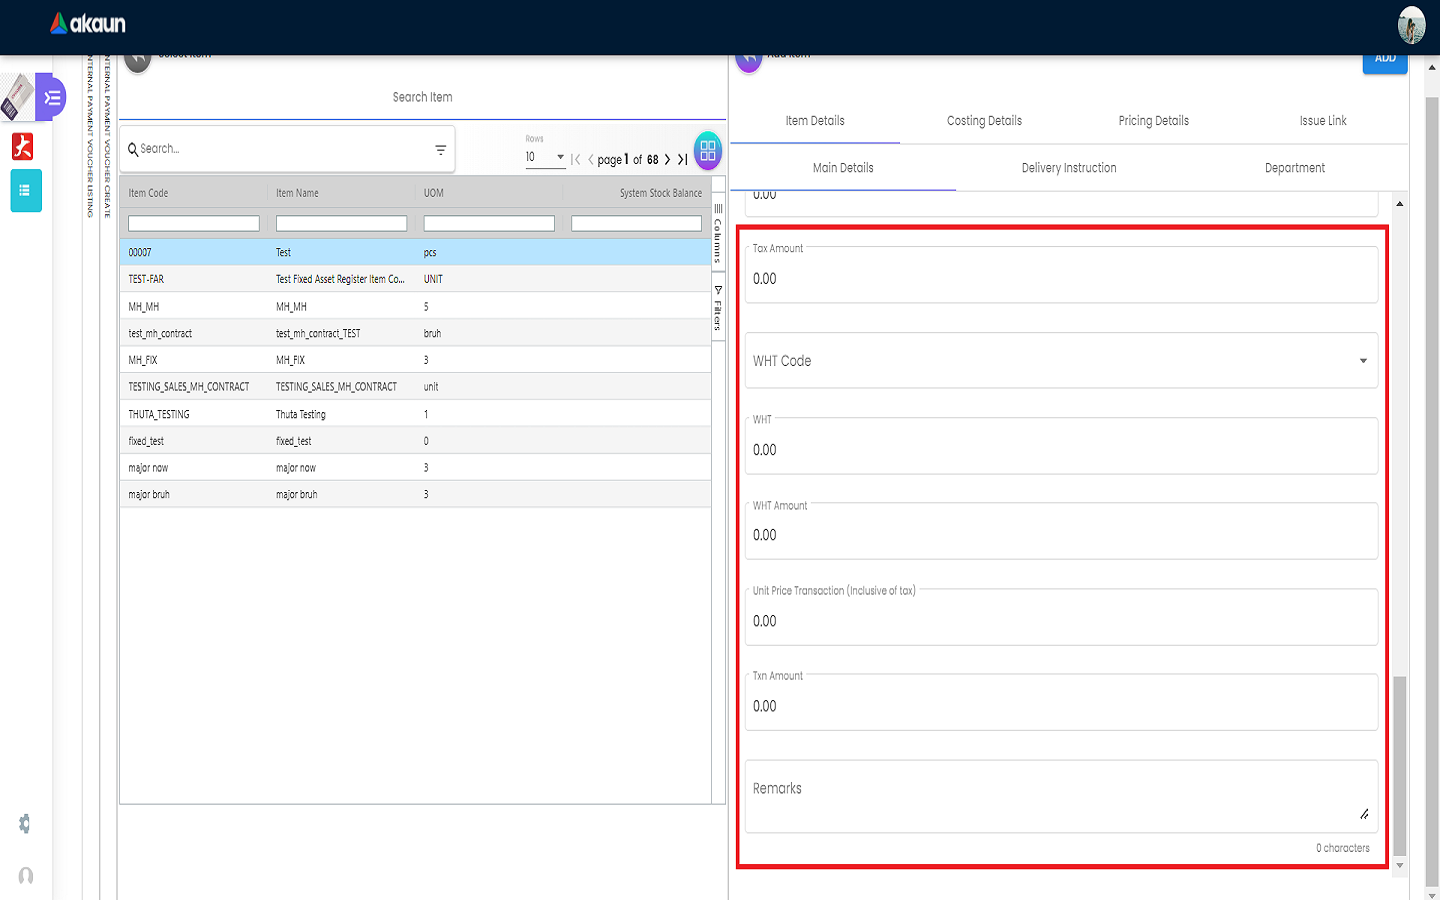 akaun
INTERNAL PAYMENT VOUCHER LISTING
INTERNAL PAYMENT VOUCHER CREATE
Select Item
Search Item
Search...
Rows
10
page 1 of 68
Item Code Item Name UOM System Stock Balance
00007 Test pcs
TEST-FAR Test Fixed Asset Register Item Co... UNIT
MH_MH MH_MH 5
test_mh_contract test_mh_contract_TEST bruh
MH_FIX MH_FIX 3
TESTING_SALES_MH_CONTRACT TESTING_SALES_MH_CONTRACT unit
THUTA_TESTING Thuta Testing 1
fixed_test fixed_test 0
major now major now 3
major bruh major bruh 3
Columns
Filters
Add Item
ADD
Item Details Costing Details Pricing Details Issue Link
Main Details Delivery Instruction Department
0.00
Tax Amount
0.00
WHT Code
WHT
0.00
WHT Amount
0.00
Unit Price Transaction (Inclusive of tax)
0.00
Txn Amount
0.00
Remarks
0 characters